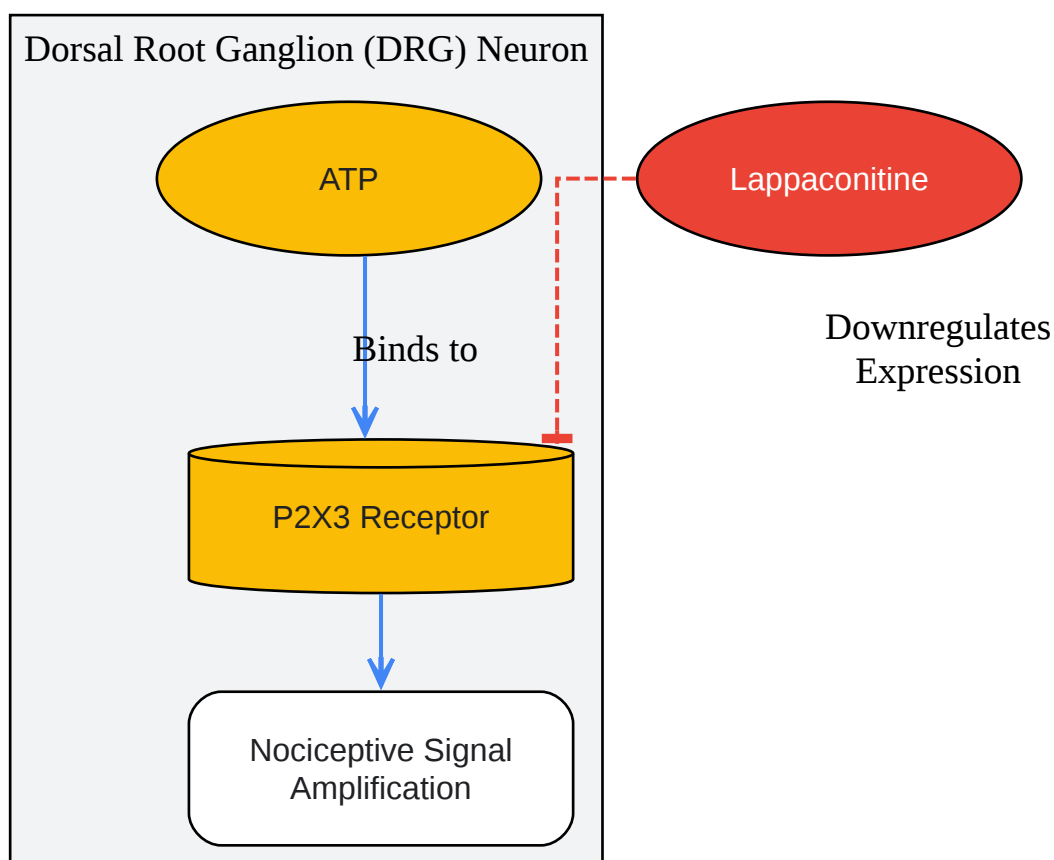 Dorsal Root Ganglion (DRG) Neuron
ATP
Lappaconitine
Binds to
Downregulates
Expression
P2X3 Receptor
Nociceptive Signal
Amplification